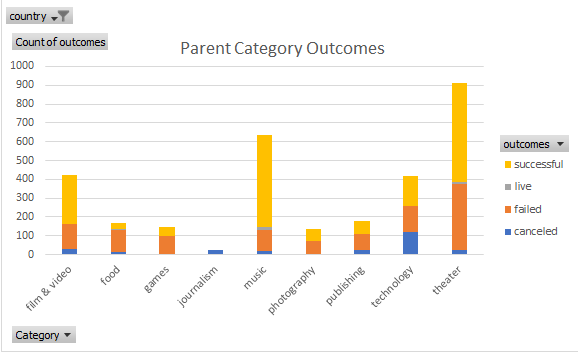 country
Count of outcomes
Parent Category Outcomes
1000
900
800
700
600
500
400
300
200
100
0
film & video
food
games
journalism
music
photography
publishing
technology
theater
outcomes
successful
live
failed
canceled
Category